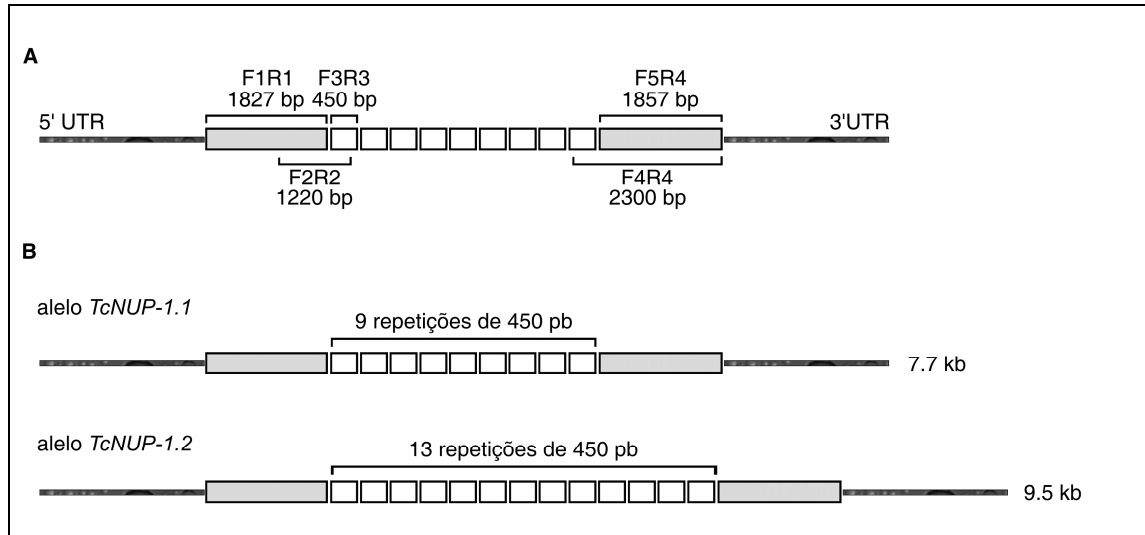 A
F1R1 F3R3 F5R4
1827 bp 450 bp 1857 bp
5' UTR 3'UTR
F2R2 F4R4
1220 bp 2300 bp
B
alelo TcNUP-1.1
9 repetições de 450 pb
7.7 kb
alelo TcNUP-1.2
13 repetições de 450 pb
9.5 kb